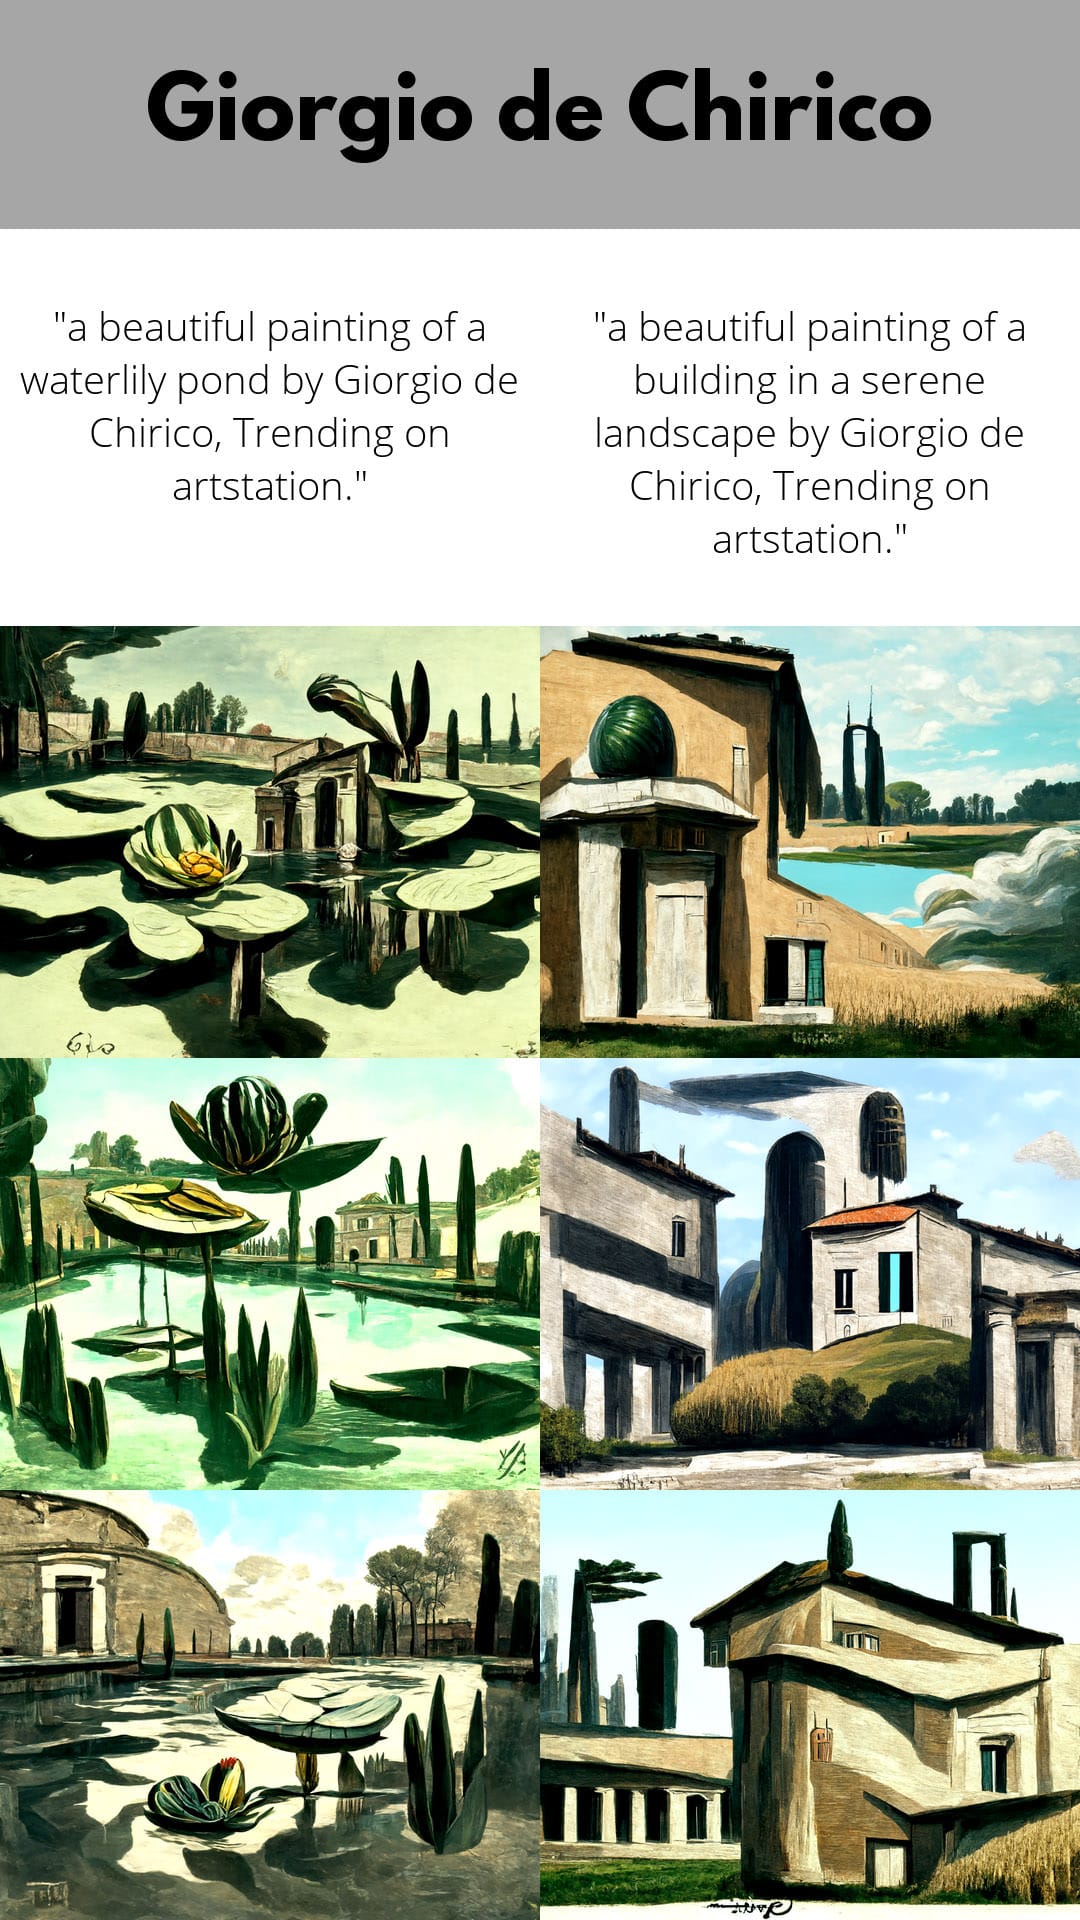 Giorgio de Chirico
"a beautiful painting of a
waterlily pond by Giorgio de
Chirico, Trending on
artstation."
"a beautiful painting of a
building in a serene
landscape by Giorgio de
Chirico, Trending on
artstation."